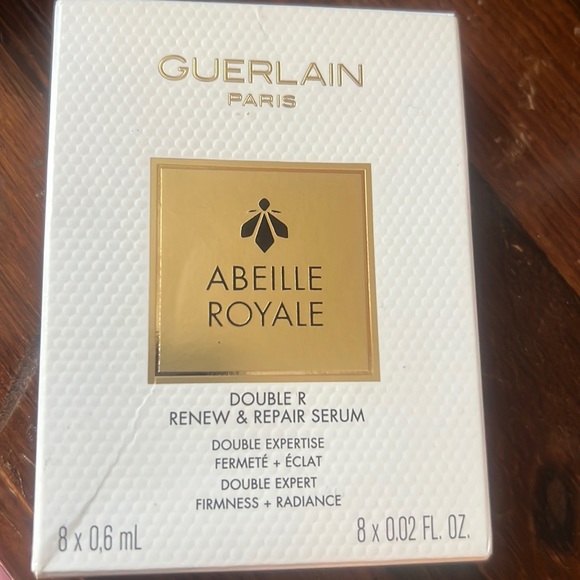 GUERLAIN
PARIS
ABEILLE
ROYALE
DOUBLE R
RENEW & REPAIR SERUM
DOUBLE EXPERTISE
FERMETÉ + ÉCLAT
DOUBLE EXPERT
FIRMNESS + RADIANCE
8 x 0,6 mL
8 x 0.02 FL. OZ.